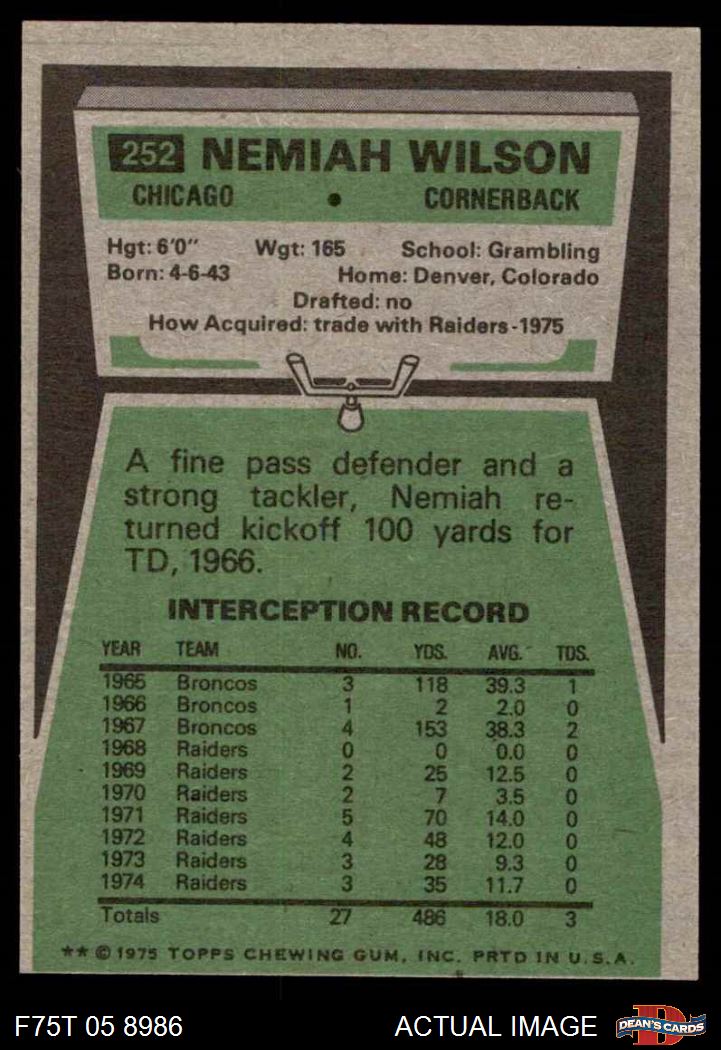 252 NEMIAH WILSON
CHICAGO • CORNERBACK
Hgt: 6'0" Wgt: 165 School: Grambling
Born: 4-6-43 Home: Denver, Colorado
Drafted: no
How Acquired: trade with Raiders-1975
A fine pass defender and a
strong tackler, Nemiah re-
turned kickoff 100 yards for
TD, 1966.
INTERCEPTION RECORD
YEAR TEAM NO. YDS. AVG. TDS.
1965 Broncos 3 118 39.3 1
1966 Broncos 1 2 2.0 0
1967 Broncos 4 153 38.3 2
1968 Raiders 0 0 0.0 0
1969 Raiders 2 25 12.5 0
1970 Raiders 2 7 3.5 0
1971 Raiders 5 70 14.0 0
1972 Raiders 4 48 12.0 0
1973 Raiders 3 28 9.3 0
1974 Raiders 3 35 11.7 0
Totals 27 486 18.0 3
** © 1975 TOPPS CHEWING GUM, INC. PRTD IN U.S.A.
F75T 05 8986 ACTUAL IMAGE D DEAN'S CARDS